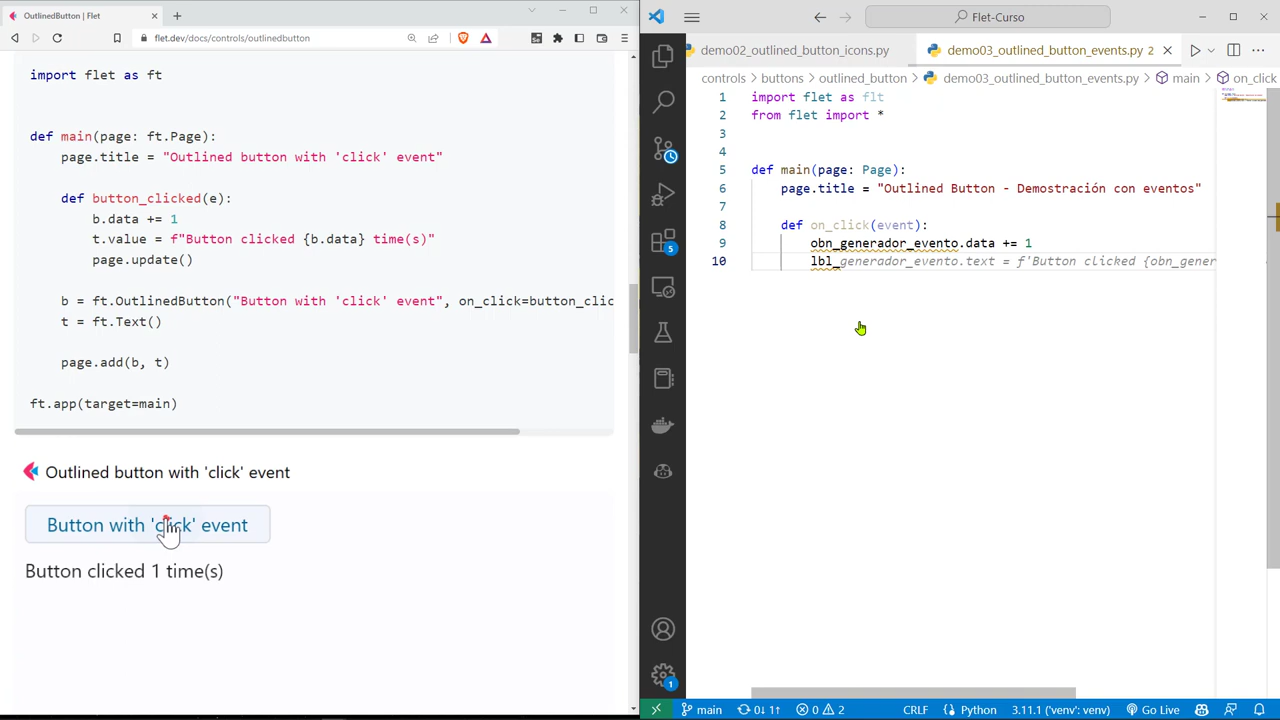 OutlinedButton | Flet
flet.dev/docs/controls/outlinedbutton
import flet as ft
def main(page: ft.Page):
page.title = "Outlined button with 'click' event"
def button_clicked(e):
b.data += 1
t.value = f"Button clicked {b.data} time(s)"
page.update()
b = ft.OutlinedButton("Button with 'click' event", on_click=button_clic
t = ft.Text()
page.add(b, t)
ft.app(target=main)
Outlined button with 'click' event
Button with 'click' event
Button clicked 1 time(s)
Flet-Curso
demo02_outlined_button_icons.py
demo03_outlined_button_events.py 2
controls > buttons > outlined_button > demo03_outlined_button_events.py > main > on_click
1 import flet as flt
2 from flet import *
3
4
5 def main(page: Page):
6 page.title = "Outlined Button - Demostración con eventos"
7
8 def on_click(event):
9 obn_generador_evento.data += 1
10 lbl_generador_evento.text = f'Button clicked {obn_gener
5
1
main
0↓ 1↑
0 2
CRLF
Python
3.11.1 ('venv': venv)
Go Live